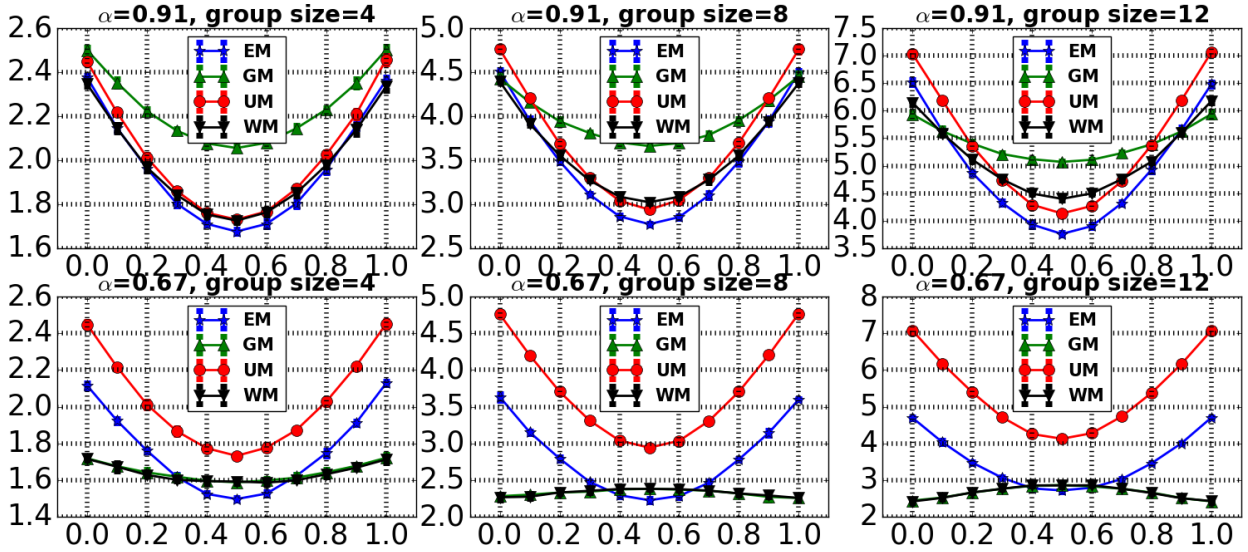 α=0.91, group size=4
2.6
2.4
2.2
2.0
1.8
1.6
EM
GM
UM
WM
0.0 0.2 0.4 0.6 0.8 1.0
α=0.91, group size=8
5.0
4.5
4.0
3.5
3.0
2.5
EM
GM
UM
WM
0.0 0.2 0.4 0.6 0.8 1.0
α=0.91, group size=12
7.5
7.0
6.5
6.0
5.5
5.0
4.5
4.0
3.5
EM
GM
UM
WM
0.0 0.2 0.4 0.6 0.8 1.0
α=0.67, group size=4
2.6
2.4
2.2
2.0
1.8
1.6
1.4
EM
GM
UM
WM
0.0 0.2 0.4 0.6 0.8 1.0
α=0.67, group size=8
5.0
4.5
4.0
3.5
3.0
2.5
2.0
EM
GM
UM
WM
0.0 0.2 0.4 0.6 0.8 1.0
α=0.67, group size=12
8
7
6
5
4
3
2
EM
GM
UM
WM
0.0 0.2 0.4 0.6 0.8 1.0